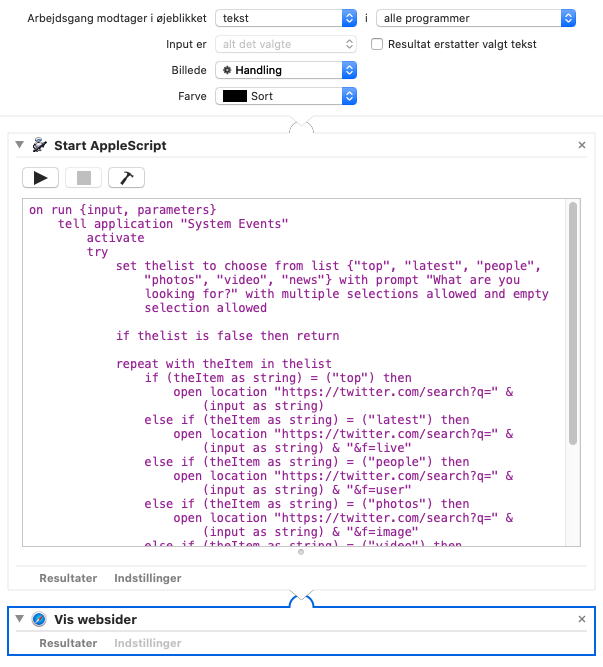 Arbejdsgang modtager i øjeblikket tekst i alle programmer
Input er alt det valgte Resultat erstatter valgt tekst
Billede Handling
Farve Sort
Start AppleScript
on run {input, parameters}
tell application "System Events"
activate
try
set thelist to choose from list {"top", "latest", "people",
"photos", "video", "news"} with prompt "What are you
looking for?" with multiple selections allowed and empty
selection allowed
if thelist is false then return
repeat with theItem in thelist
if (theItem as string) = ("top") then
open location "https://twitter.com/search?q=" &
(input as string)
else if (theItem as string) = ("latest") then
open location "https://twitter.com/search?q=" &
(input as string) & "&f=live"
else if (theItem as string) = ("people") then
open location "https://twitter.com/search?q=" &
(input as string) & "&f=user"
else if (theItem as string) = ("photos") then
open location "https://twitter.com/search?q=" &
(input as string) & "&f=image"
else if (theItem as string) = ("video") then
Resultater Indstillinger
Vis websider
Resultater Indstillinger